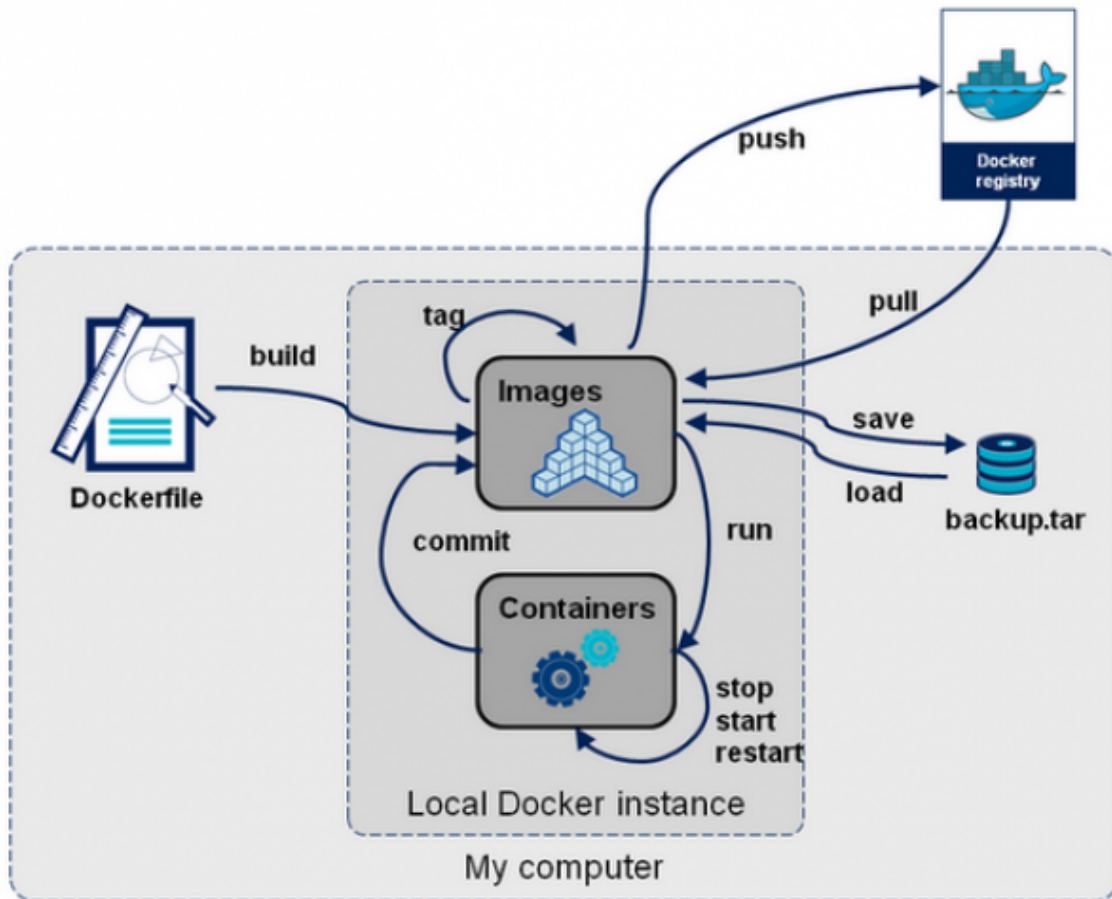 push
Docker
registry
pull
tag
build
Images
save
load
backup.tar
Dockerfile
commit
run
Containers
stop
start
restart
Local Docker instance
My computer